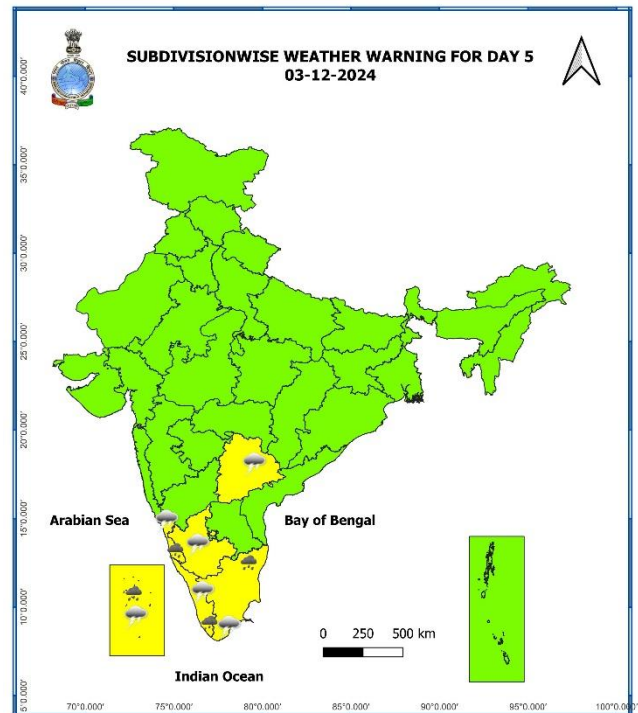 SUBDIVISIONWISE WEATHER WARNING FOR DAY 5
03-12-2024
40°0.000'
35°0.000'
30°0.000'
25°0.000'
20°0.000'
15°0.000'
10°0.000'
5°0.000'
Arabian Sea
Bay of Bengal
0 250 500 km
Indian Ocean
70°0.000' 75°0.000' 80°0.000' 85°0.000' 90°0.000' 95°0.000' 100°0.000'